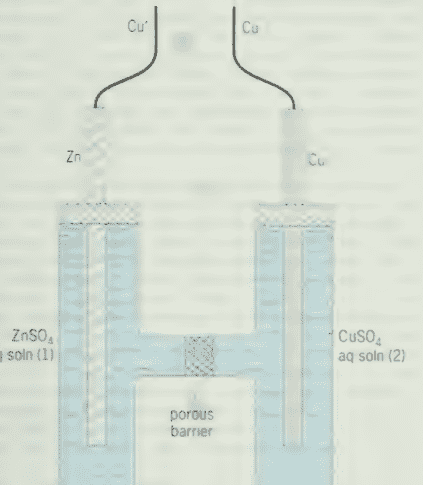 Cu′
Cu
Zn
Cu
ZnSO₄
soln (1)
CuSO₄
aq soln (2)
porous
barrier